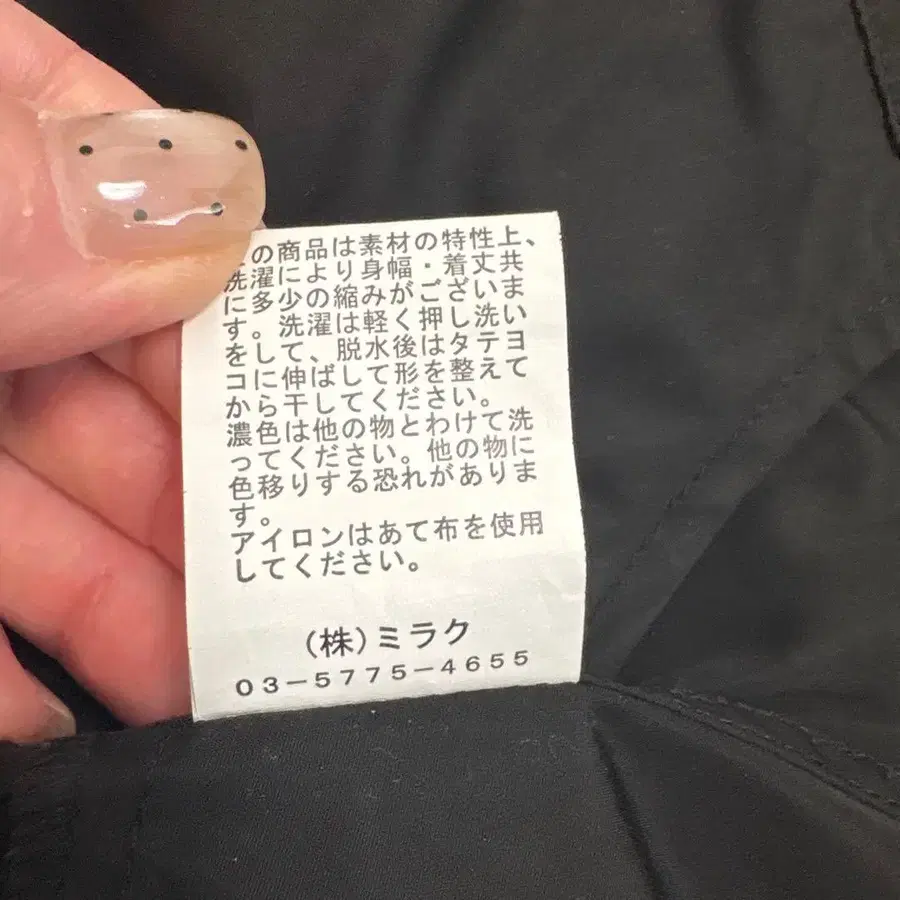 の商品は素材の特性上、
洗濯により身幅・着丈共
に多少の縮みがございま
す。洗濯は軽く押し洗い
をして、脱水後はタテヨ
コに伸ばして形を整えて
から干してください。
濃色は他の物とわけて洗
ってください。他の物に
色移りする恐れがありま
す。
アイロンはあて布を使用
してください。
(株)ミラク
03-5775-4655